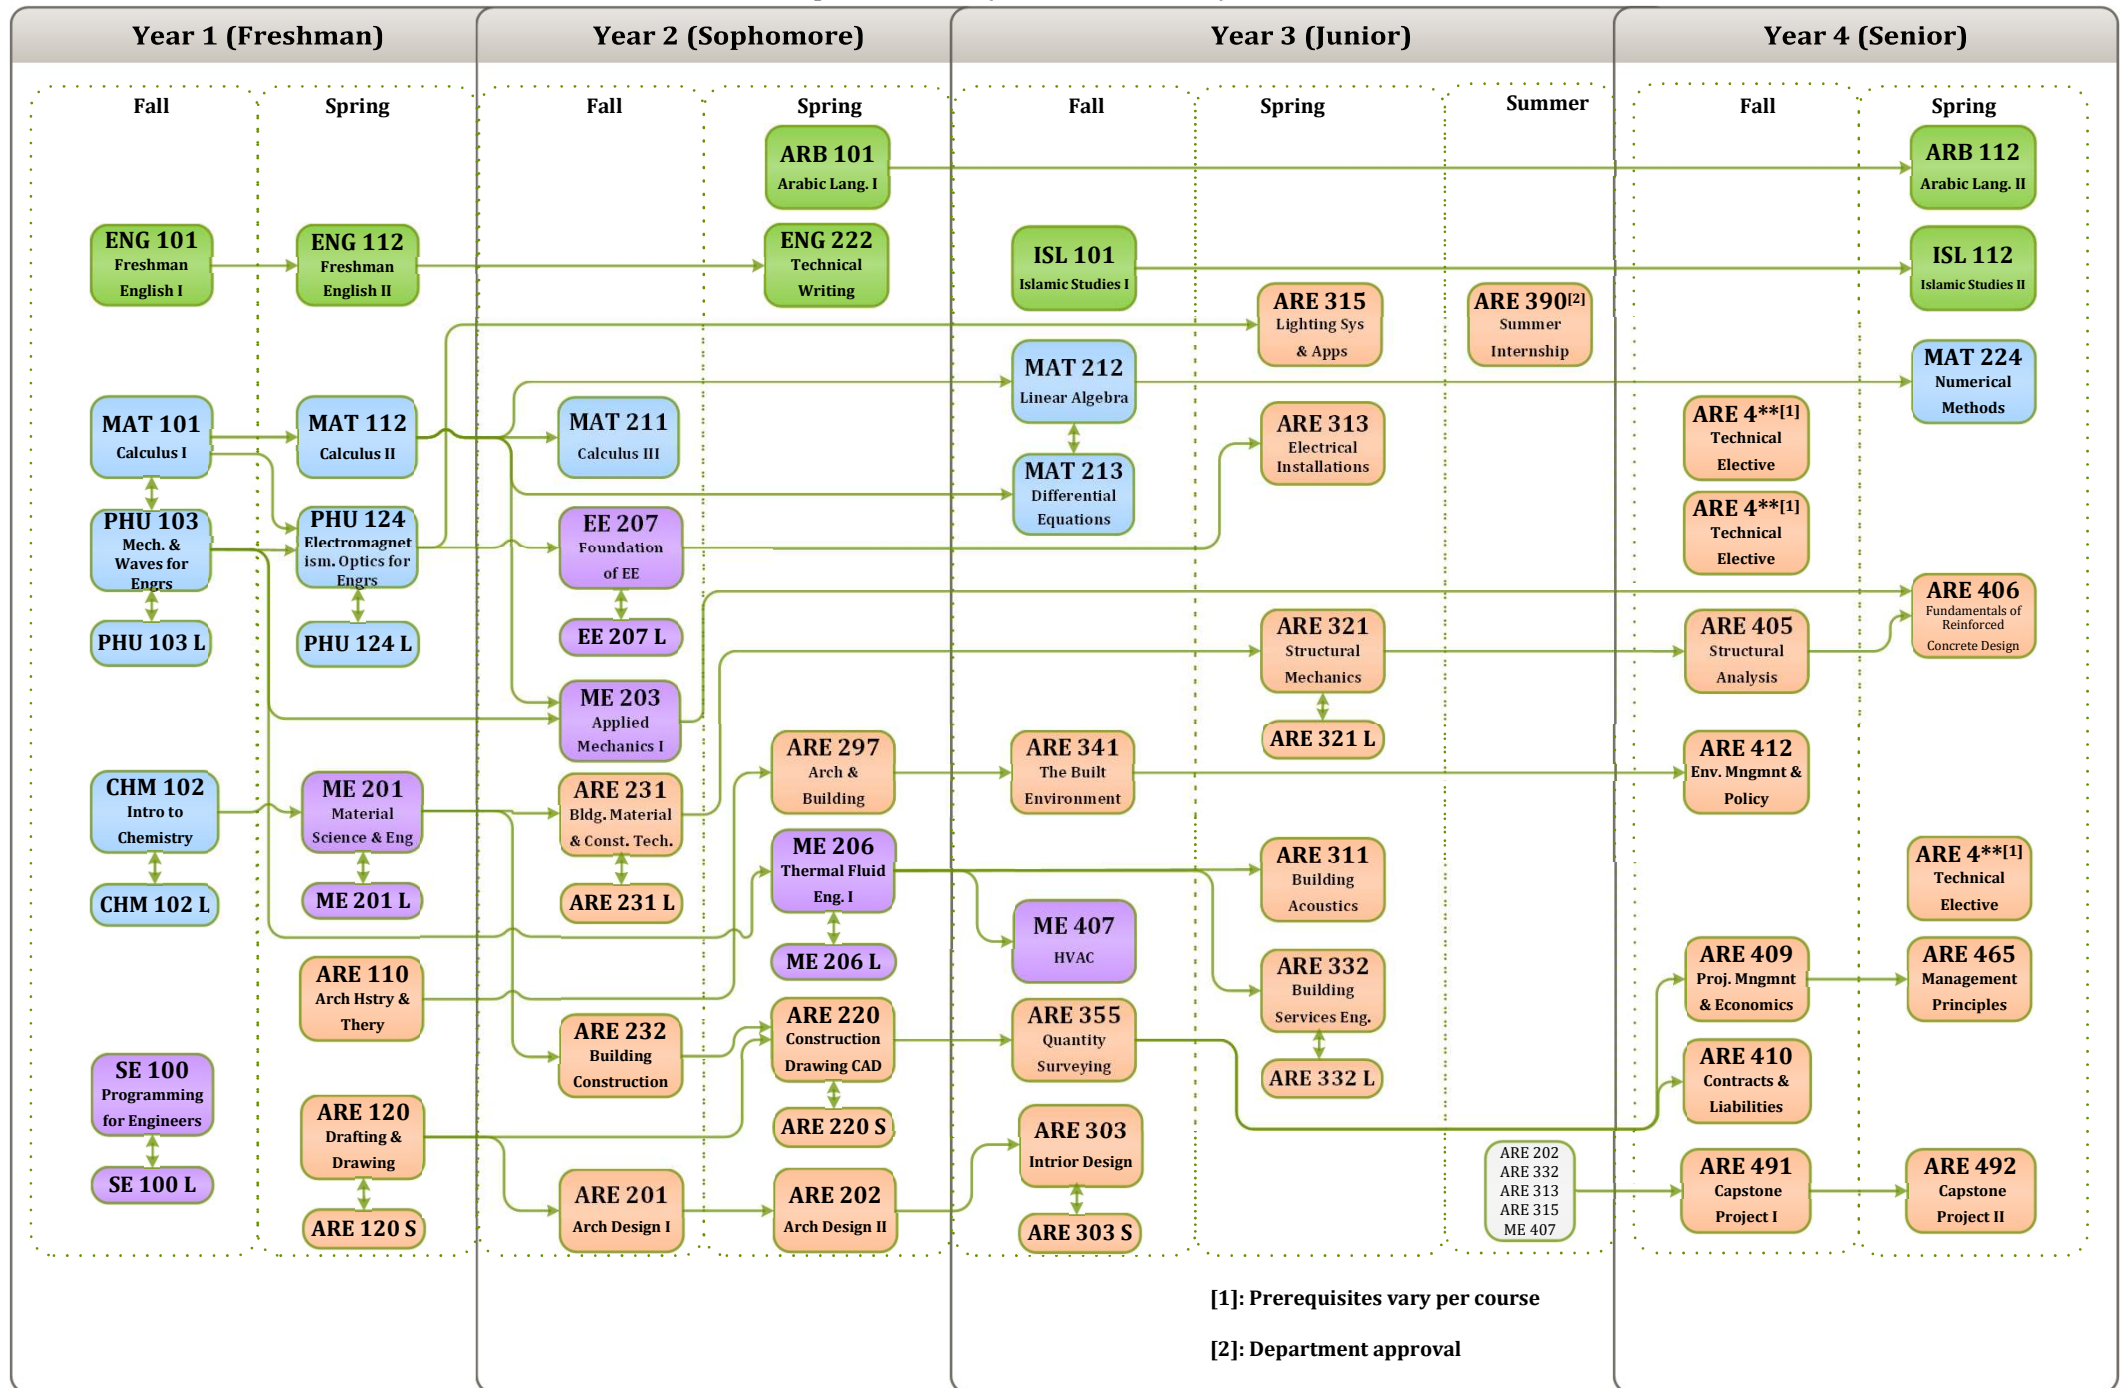 Year 1 (Freshman)
Year 2 (Sophomore)
Year 3 (Junior)
Year 4 (Senior)
Fall
Spring
Fall
Spring
Fall
Spring
Summer
Fall
Spring
ENG 101
Freshman
English I
MAT 101
Calculus I
PHU 103
Mech. &
Waves for
Engrs
PHU 103 L
CHM 102
Intro to
Chemistry
CHM 102 L
SE 100
Programming
for Engineers
SE 100 L
ENG 112
Freshman
English II
MAT 112
Calculus II
PHU 124
Electromagnet
ism. Optics for
Engrs
PHU 124 L
ME 201
Material
Science & Eng
ME 201 L
ARE 110
Arch Hstry &
Thery
ARE 120
Drafting &
Drawing
ARE 120 S
MAT 211
Calculus III
EE 207
Foundation
of EE
EE 207 L
ME 203
Applied
Mechanics I
ARE 231
Bldg. Material
& Const. Tech.
ARE 231 L
ARE 232
Building
Construction
ARE 201
Arch Design I
ARB 101
Arabic Lang. I
ENG 222
Technical
Writing
ARE 297
Arch &
Building
ME 206
Thermal Fluid
Eng. I
ME 206 L
ARE 220
Construction
Drawing CAD
ARE 220 S
ARE 202
Arch Design II
ISL 101
Islamic Studies I
MAT 212
Linear Algebra
MAT 213
Differential
Equations
ARE 341
The Built
Environment
ME 407
HVAC
ARE 355
Quantity
Surveying
ARE 303
Intrior Design
ARE 303 S
ARE 315
Lighting Sys
& Apps
ARE 313
Electrical
Installations
ARE 321
Structural
Mechanics
ARE 321 L
ARE 311
Building
Acoustics
ARE 332
Building
Services Eng.
ARE 332 L
ARE 390[2]
Summer
Internship
ARE 202
ARE 332
ARE 313
ARE 315
ME 407
ARE 4**[1]
Technical
Elective
ARE 4**[1]
Technical
Elective
ARE 405
Structural
Analysis
ARE 412
Env. Mngmnt &
Policy
ARE 409
Proj. Mngmnt
& Economics
ARE 410
Contracts &
Liabilities
ARE 491
Capstone
Project I
ARB 112
Arabic Lang. II
ISL 112
Islamic Studies II
MAT 224
Numerical
Methods
ARE 406
Fundamentals of
Reinforced
Concrete Design
ARE 4**[1]
Technical
Elective
ARE 465
Management
Principles
ARE 492
Capstone
Project II
[1]: Prerequisites vary per course
[2]: Department approval